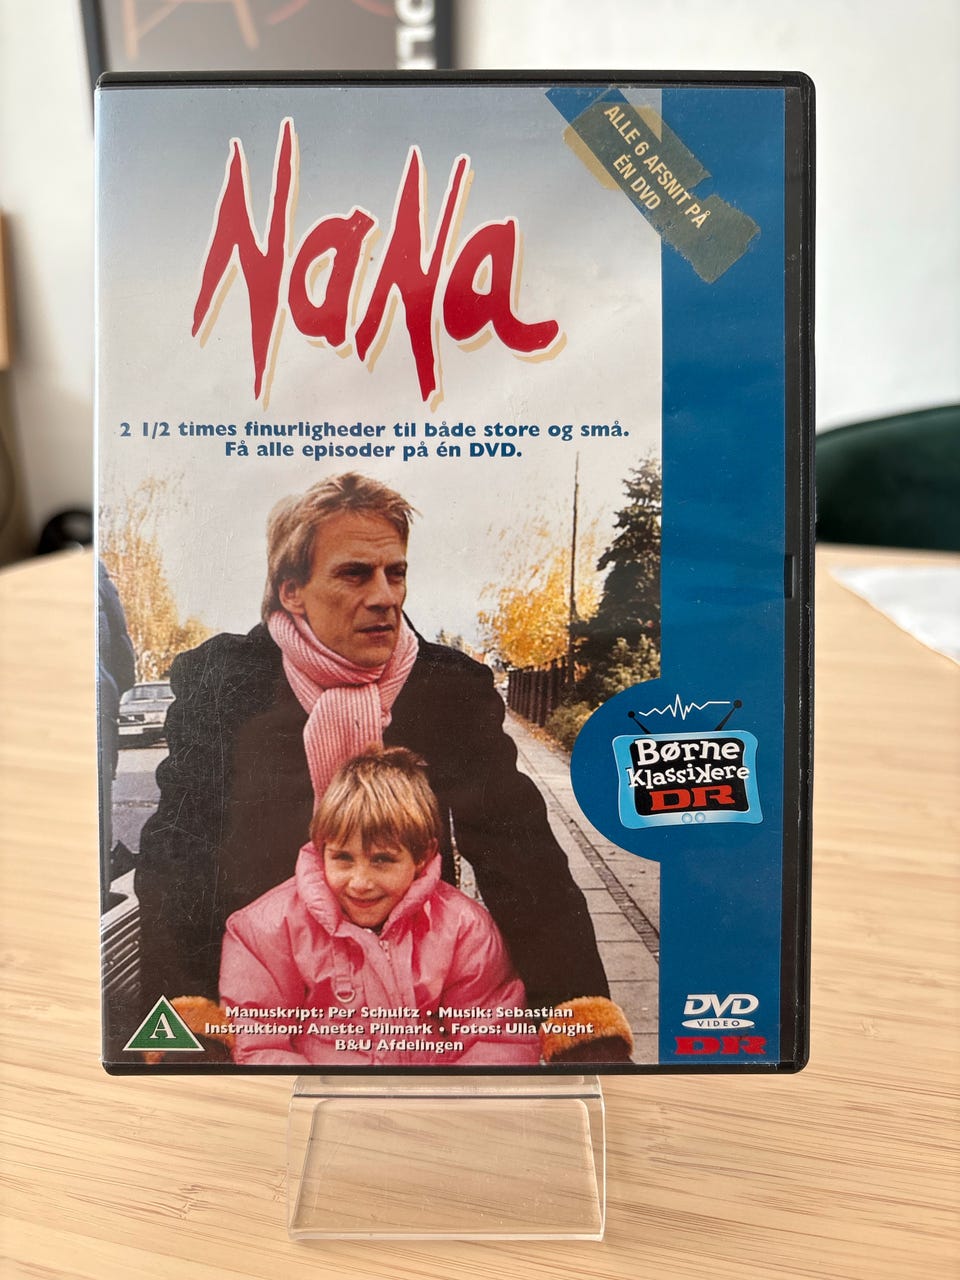 OLI
NaNa
ALLE 6 AFSNIT PÅ
ÉN DVD
2 1/2 times finurligheder til både store og små.
Få alle episoder på én DVD.
Børne
Klassikere
DR
Manuskript: Per Schultz • Musik: Sebastian
Instruktion: Anette Pilmark • Fotos: Ulla Voight
B&U Afdelingen
A
DVD
VIDEO
DR